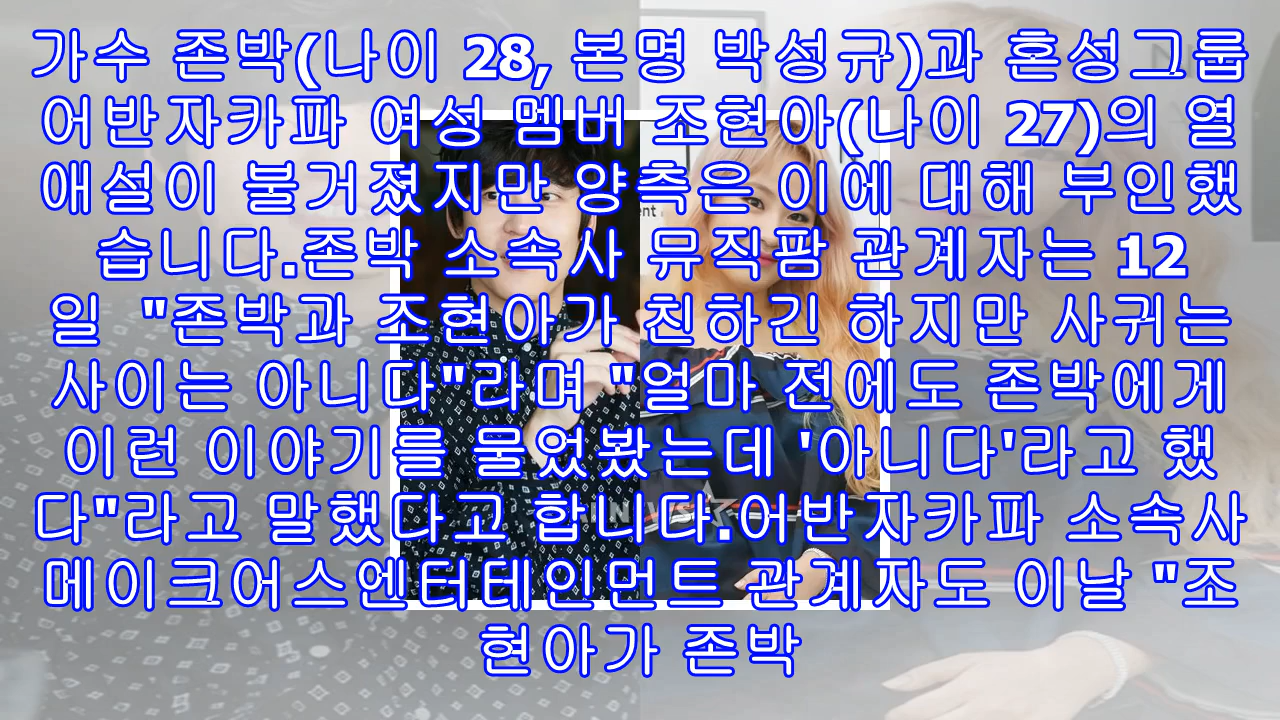 가수 존박(나이 28, 본명 박성규)과 혼성그룹
어반자카파 여성 멤버 조현아(나이 27)의 열
애설이 불거졌지만 양측은 이에 대해 부인했
습니다.존박 소속사 뮤직팜 관계자는 12
일 "존박과 조현아가 친하긴 하지만 사귀는
사이는 아니다"라며 "얼마 전에도 존박에게
이런 이야기를 물었봤는데 '아니다'라고 했
다"라고 말했다고 합니다.어반자카파 소속사
메이크어스엔터테인먼트 관계자도 이날 "조
현아가 존박